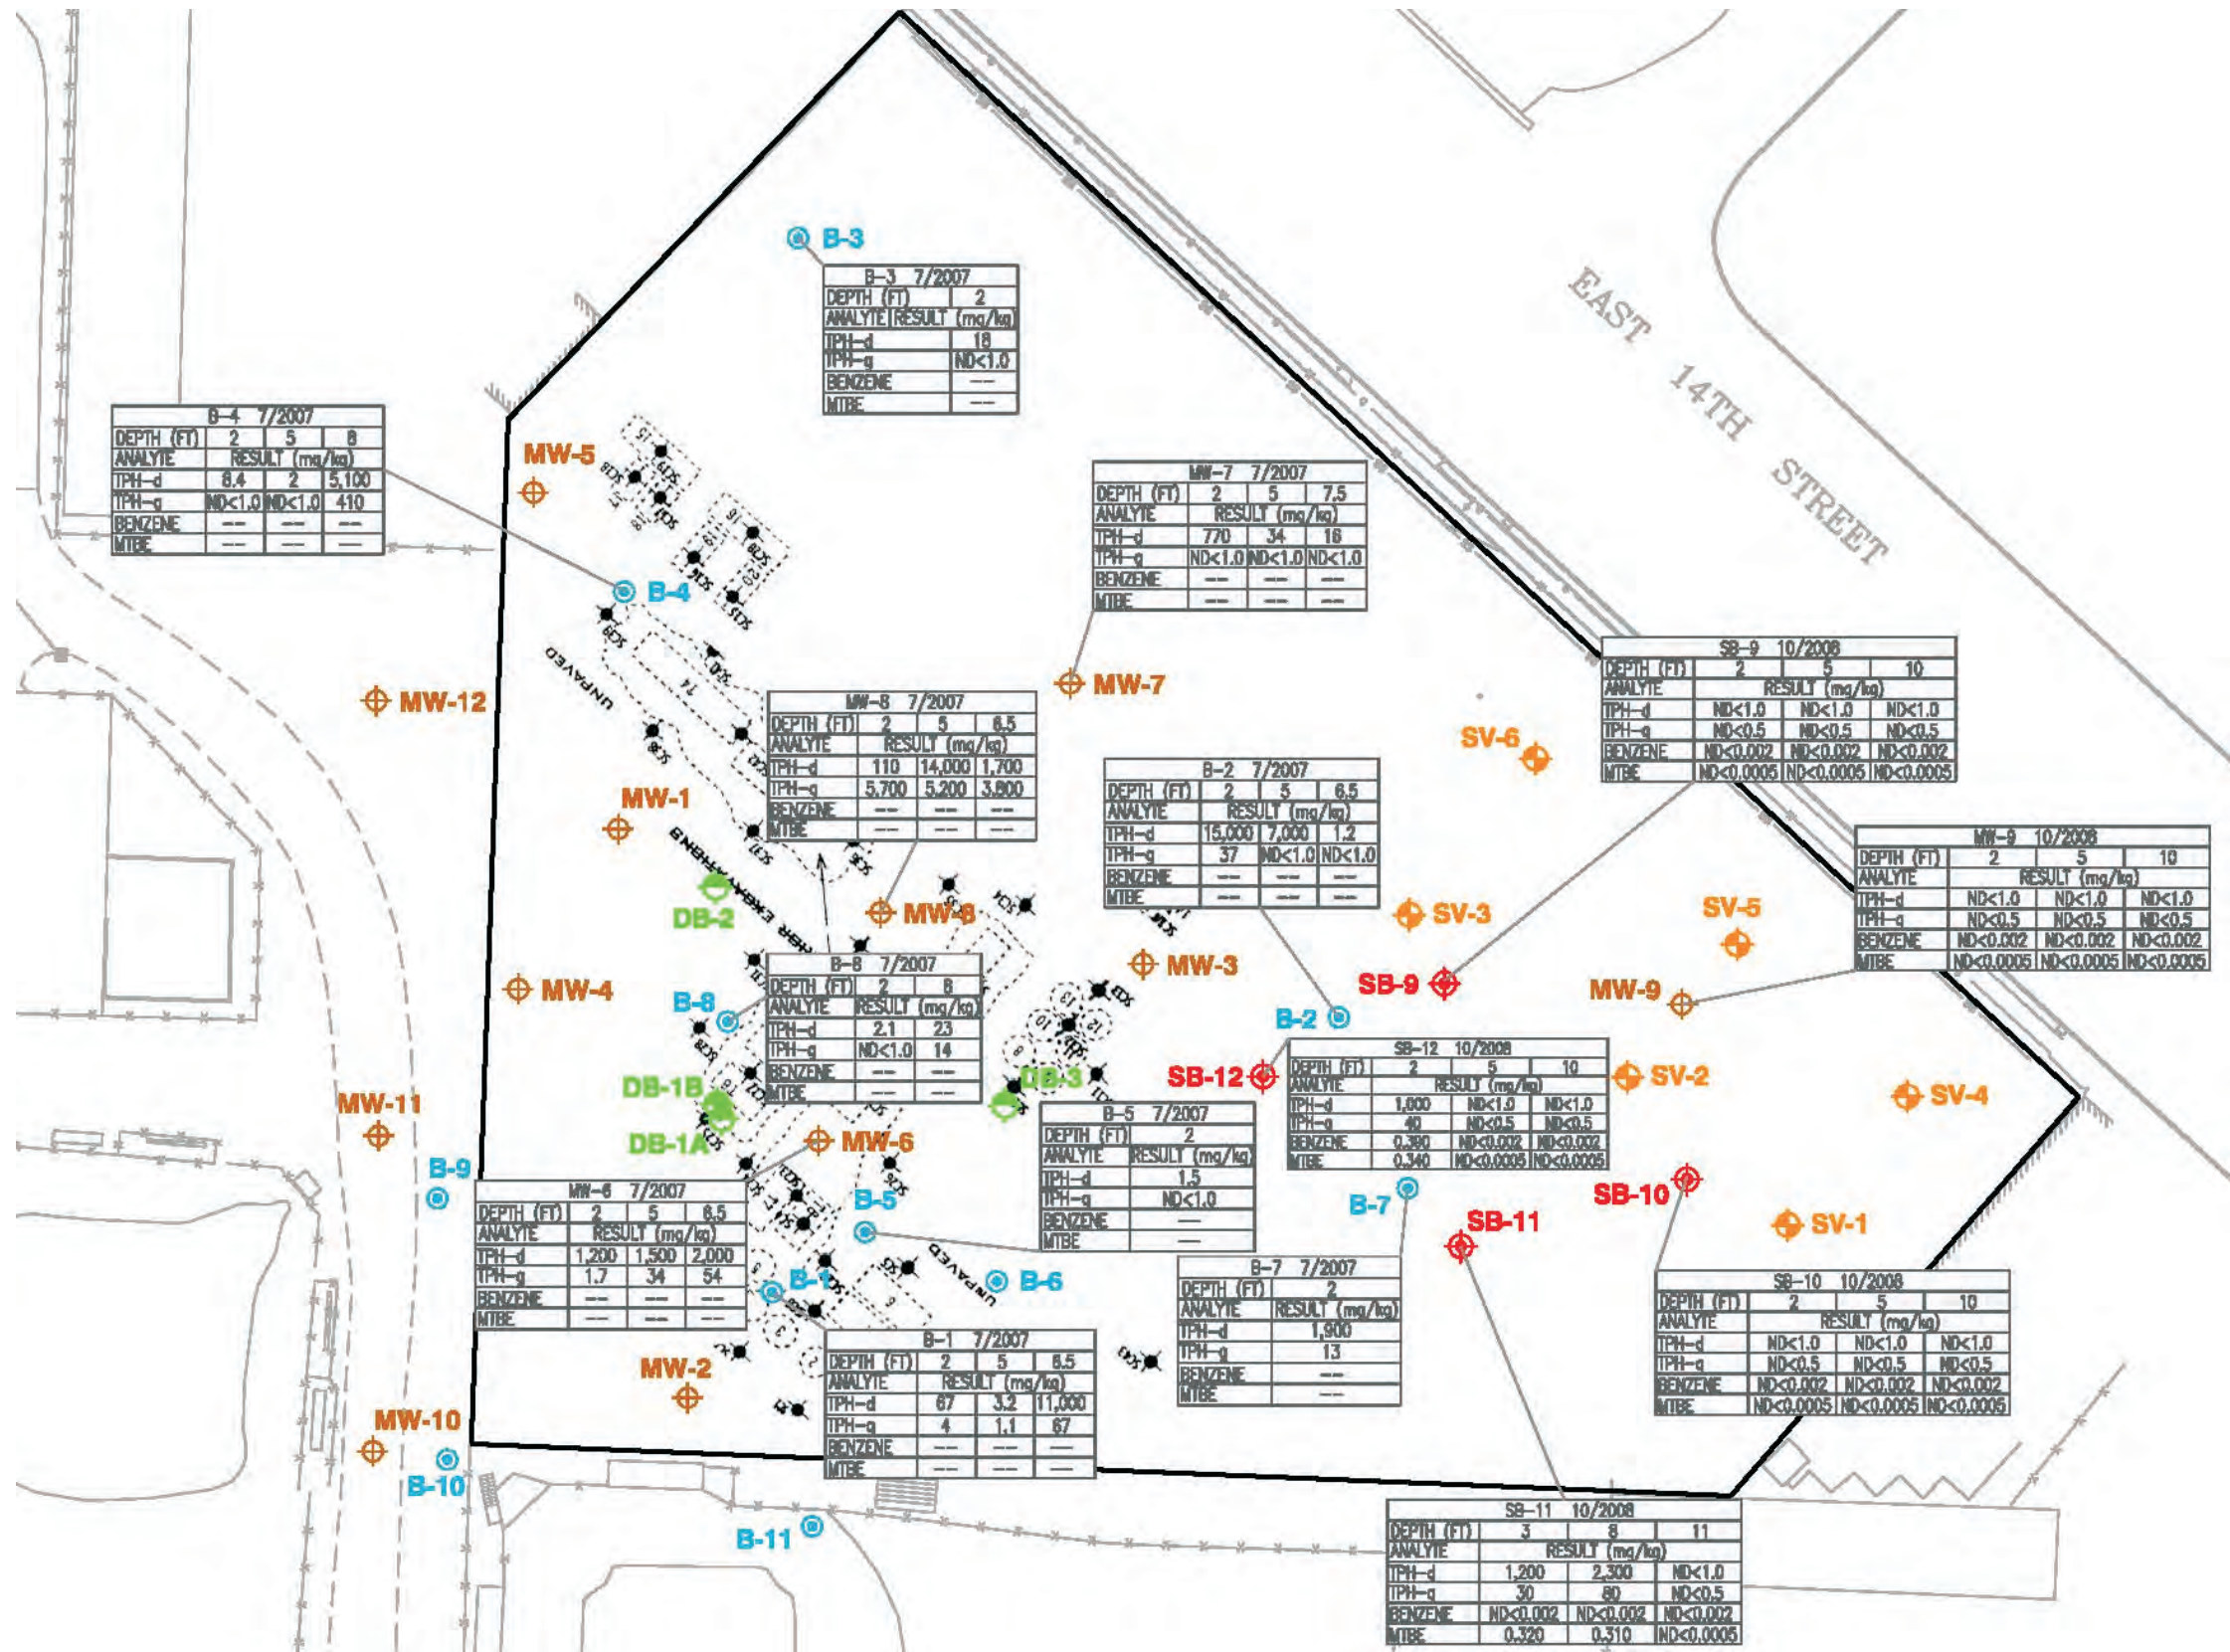 B-3
B-3 7/2007
DEPTH (FT) 2
ANALYTE RESULT (mg/kg)
TPH-d 18
TPH-g ND<1.0
BENZENE --
MTBE --
EAST 14TH STREET
B-4 7/2007
DEPTH (FT) 2 5 8
ANALYTE RESULT (mg/kg)
TPH-d 8.4 2 5,100
TPH-g ND<1.0 ND<1.0 410
BENZENE -- -- --
MTBE -- -- --
MW-5
SC19
SC18
15
16
MW-7 7/2007
DEPTH (FT) 2 5 7.5
ANALYTE RESULT (mg/kg)
TPH-d 770 34 16
TPH-g ND<1.0 ND<1.0 ND<1.0
BENZENE -- -- --
MTBE -- -- --
B-4
SC39
SC15
20
UNPAVED
SC40
14
MW-7
MW-12
SC38
SB-9 10/2008
DEPTH (FT) 2 5 10
ANALYTE RESULT (mg/kg)
TPH-d ND<1.0 ND<1.0 ND<1.0
TPH-g ND<0.5 ND<0.5 ND<0.5
BENZENE ND<0.002 ND<0.002 ND<0.002
MTBE ND<0.0005 ND<0.0005 ND<0.0005
MW-8 7/2007
DEPTH (FT) 2 5 6.5
ANALYTE RESULT (mg/kg)
TPH-d 110 14,000 1,700
TPH-g 5,700 5,200 3,800
BENZENE -- -- --
MTBE -- -- --
SV-6
B-2 7/2007
DEPTH (FT) 2 5 6.5
ANALYTE RESULT (mg/kg)
TPH-d 15,000 7,000 1.2
TPH-g 37 ND<1.0 ND<1.0
BENZENE -- -- --
MTBE -- -- --
MW-1
SC37
SC36
MW-9 10/2008
DEPTH (FT) 2 5 10
ANALYTE RESULT (mg/kg)
TPH-d ND<1.0 ND<1.0 ND<1.0
TPH-g ND<0.5 ND<0.5 ND<0.5
BENZENE ND<0.002 ND<0.002 ND<0.002
MTBE ND<0.0005 ND<0.0005 ND<0.0005
DB-2
MW-8
SC34
SV-3
SV-5
MW-3
MW-4
SB-9
MW-9
B-8
B-8 7/2007
DEPTH (FT) 2 8
ANALYTE RESULT (mg/kg)
TPH-d 2.1 23
TPH-g ND<1.0 14
BENZENE -- --
MTBE -- --
SC29
13
12
10
8
SC13
B-2
SB-12
SB-12 10/2008
DEPTH (FT) 2 5 10
ANALYTE RESULT (mg/kg)
TPH-d 1,000 ND<1.0 ND<1.0
TPH-g 40 ND<0.5 ND<0.5
BENZENE 0.390 ND<0.002 ND<0.002
MTBE 0.340 ND<0.0005 ND<0.0005
SV-2
SV-4
DB-1B
DB-3
SC11
MW-11
DB-1A
MW-6
B-5 7/2007
DEPTH (FT) 2
ANALYTE RESULT (mg/kg)
TPH-d 1.5
TPH-g ND<1.0
BENZENE --
MTBE --
B-9
SC26
B-5
B-7
SB-10
SB-11
SV-1
MW-6 7/2007
DEPTH (FT) 2 5 6.5
ANALYTE RESULT (mg/kg)
TPH-d 1,200 1,500 2,000
TPH-g 1.7 34 54
BENZENE -- -- --
MTBE -- -- --
B-1
UNPAVED
B-6
SC5
6
5
3
2
B-7 7/2007
DEPTH (FT) 2
ANALYTE RESULT (mg/kg)
TPH-d 1,900
TPH-g 13
BENZENE --
MTBE --
SB-10 10/2008
DEPTH (FT) 2 5 10
ANALYTE RESULT (mg/kg)
TPH-d ND<1.0 ND<1.0 ND<1.0
TPH-g ND<0.5 ND<0.5 ND<0.5
BENZENE ND<0.002 ND<0.002 ND<0.002
MTBE ND<0.0005 ND<0.0005 ND<0.0005
MW-2
SC43
B-1 7/2007
DEPTH (FT) 2 5 6.5
ANALYTE RESULT (mg/kg)
TPH-d 67 3.2 11,000
TPH-g 4 1.1 67
BENZENE -- -- --
MTBE -- -- --
MW-10
B-10
B-11
SB-11 10/2008
DEPTH (FT) 3 8 11
ANALYTE RESULT (mg/kg)
TPH-d 1,200 2,300 ND<1.0
TPH-g 30 80 ND<0.5
BENZENE ND<0.002 ND<0.002 ND<0.002
MTBE 0.320 0.310 ND<0.0005